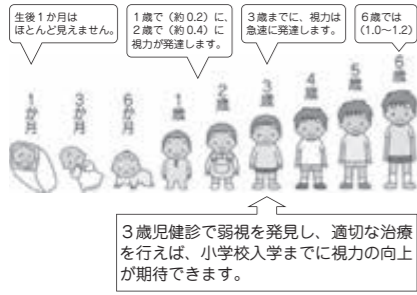 生後1か月は
ほとんど見えません。
1歳で（約0.2）に、
2歳で（約0.4）に
視力が発達します。
3歳までに、視力は
急速に発達します。
6歳では
（1.0～1.2）
1か月
3か月
6か月
1歳
2歳
3歳
4歳
5歳
6歳
3歳児健診で弱視を発見し、適切な治療
を行えば、小学校入学までに視力の向上
が期待できます。